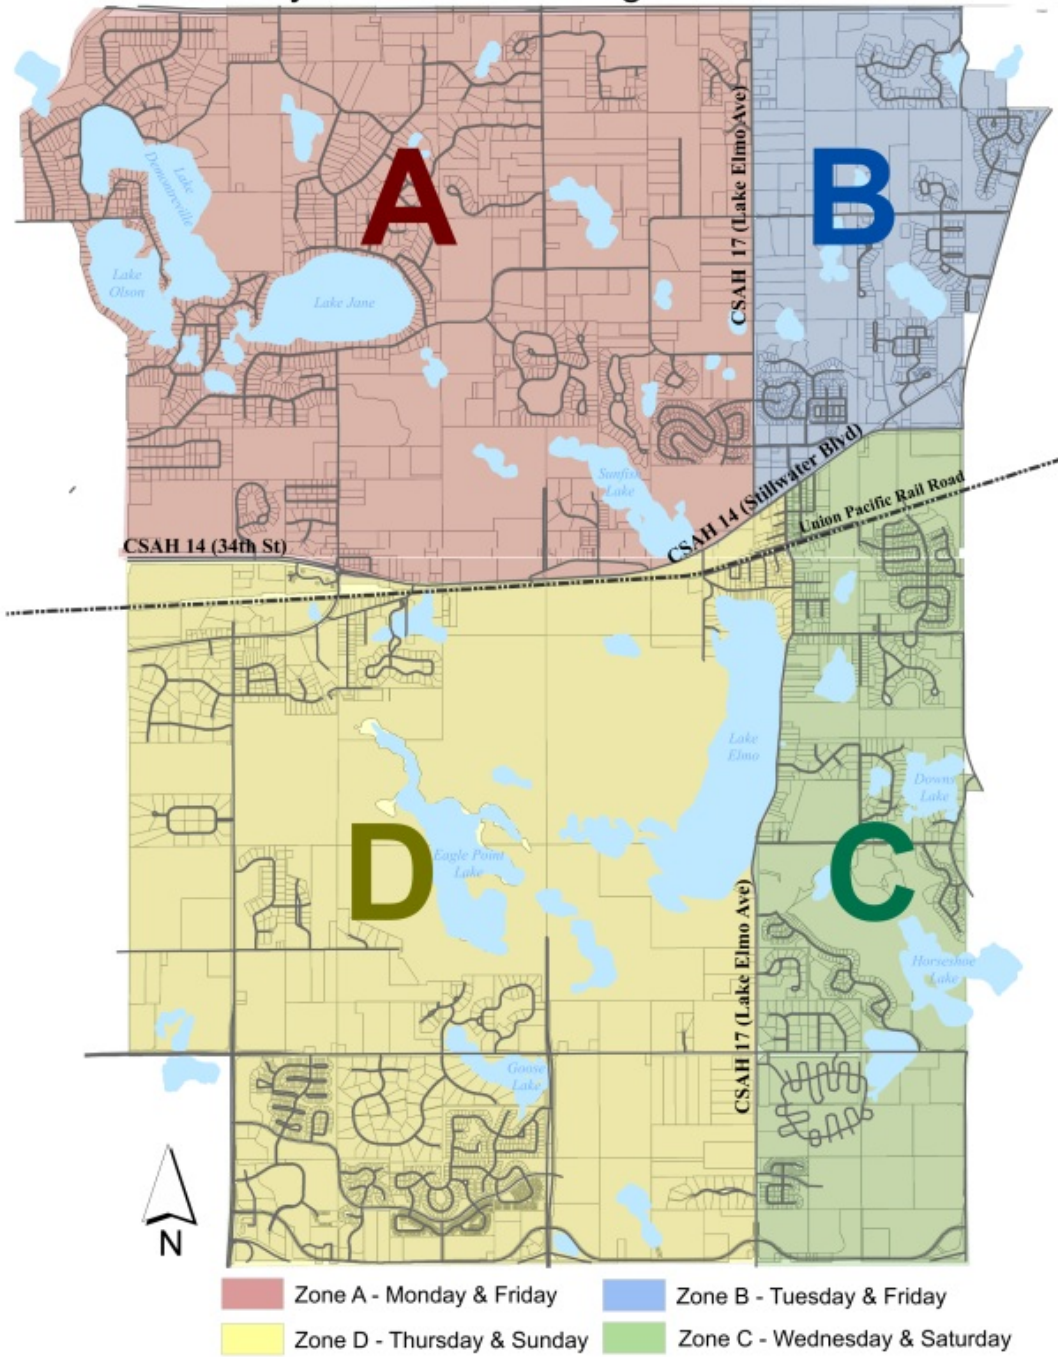 A
B
CSAH 17 (Lake Elmo Ave)
Lake
Demontreville
Lake
Olson
Lake Jane
Sunfish
Lake
CSAH 14 (Stillwater Blvd)
Union Pacific Rail Road
CSAH 14 (34th St)
Lake
Elmo
Downs
Lake
D
C
Eagle Point
Lake
CSAH 17 (Lake Elmo Ave)
Horseshoe
Lake
Goose
Lake
N
Zone A - Monday & Friday
Zone B - Tuesday & Friday
Zone D - Thursday & Sunday
Zone C - Wednesday & Saturday